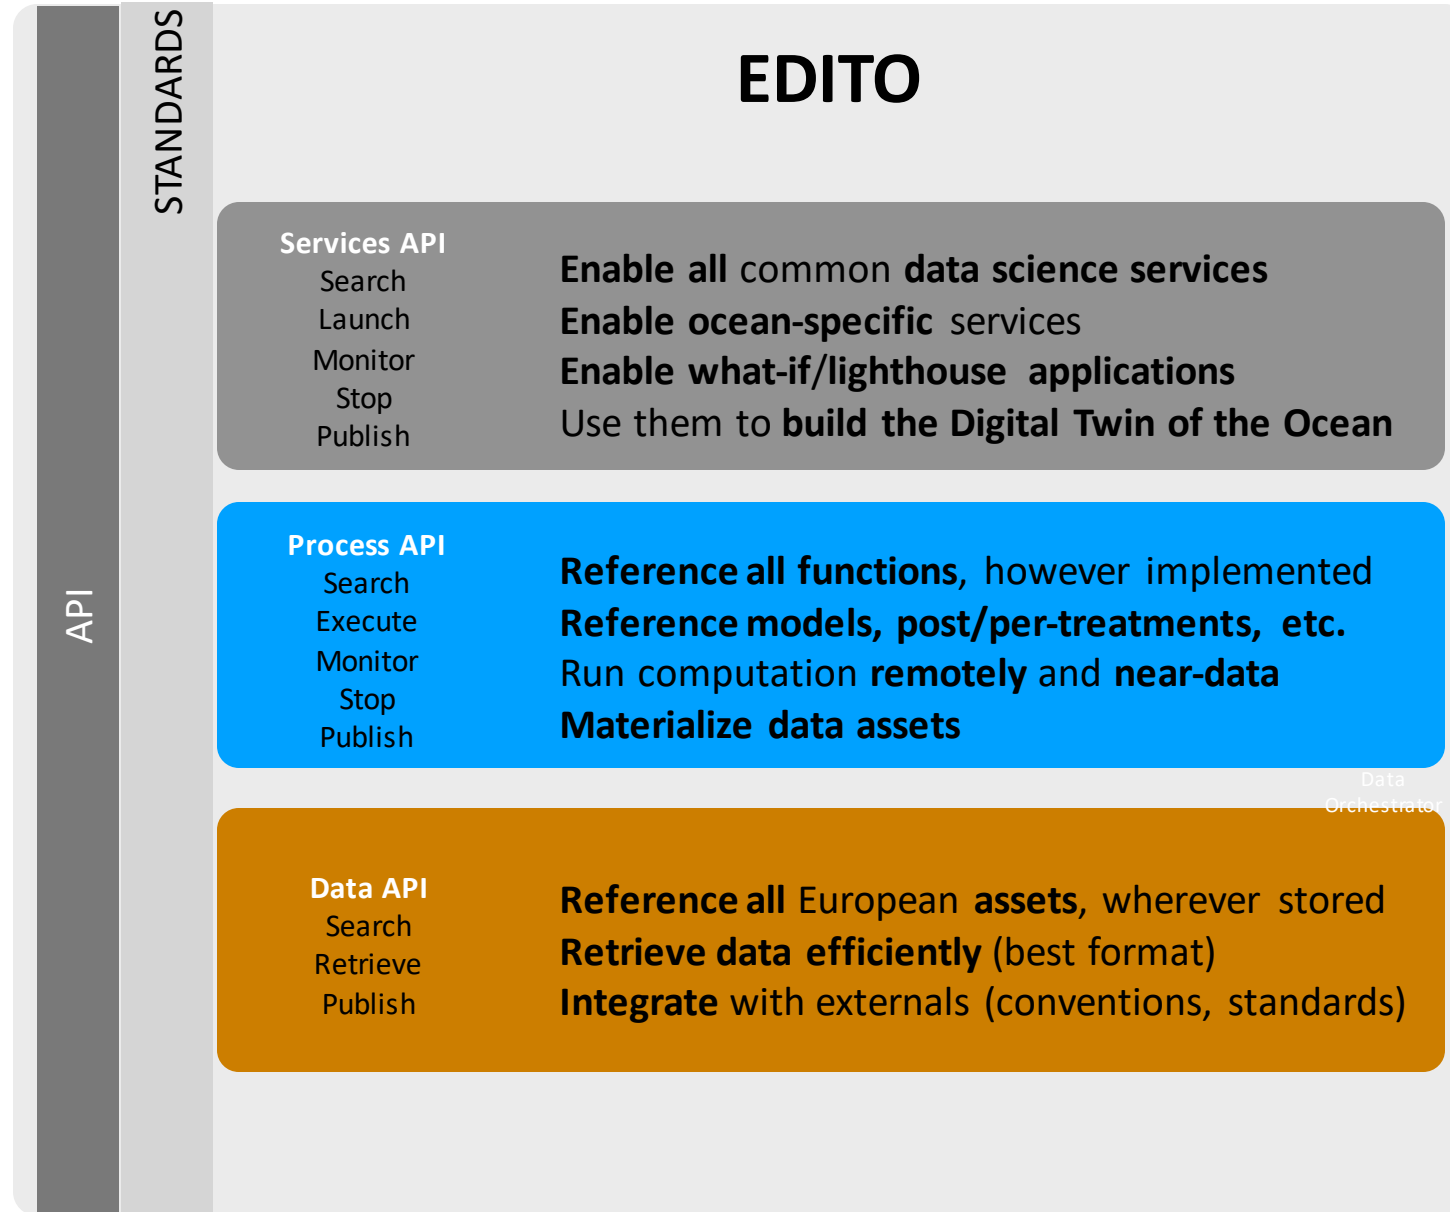 API
STANDARDS
EDITO
Services API
Search
Launch
Monitor
Stop
Publish
Enable all common data science services
Enable ocean-specific services
Enable what-if/lighthouse applications
Use them to build the Digital Twin of the Ocean
Process API
Search
Execute
Monitor
Stop
Publish
Reference all functions, however implemented
Reference models, post/per-treatments, etc.
Run computation remotely and near-data
Materialize data assets
Data
Orchestrator
Data API
Search
Retrieve
Publish
Reference all European assets, wherever stored
Retrieve data efficiently (best format)
Integrate with externals (conventions, standards)